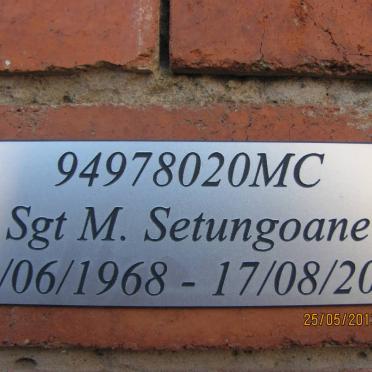 94978020MC
Sgt M. Setungoane
/06/1968 - 17/08/20
25/05/201